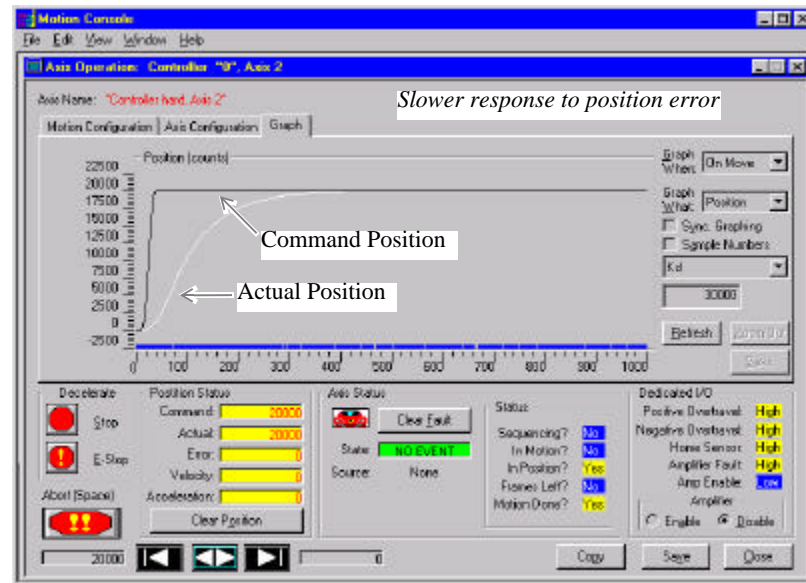 Motion Console
File Edit View Window Help
Axis Operation: Controller "0", Axis 2
Axis Name: "Controller hard, Axis 2"
Slower response to position error
Motion Configuration Axis Configuration Graph
Position (counts)
22500
20000
17500
15000
12500
10000
7500
5000
2500
0
-2500
0 100 200 300 400 500 600 700 800 900 1000
Command Position
Actual Position
Graph When: On Move
Graph What: Position
Sync. Graphing
Sample Numbers
Kd
30000
Refresh Zoom Out
Save
Decelerate
Stop
E-Stop
Abort (Space)
Position Status
Command: 20000
Actual: 20000
Error: 0
Velocity: 0
Acceleration: 0
Clear Position
Axis Status
Clear Fault
State: NO EVENT
Source: None
Status:
Sequencing? No
In Motion? No
In Position? Yes
Frames Left? No
Motion Done? Yes
Dedicated I/O
Positive Overtravel: High
Negative Overtravel: High
Home Sensor: High
Amplifier Fault: High
Amp Enable: Low
Amplifier
Enable Disable
20000 0
Copy Save Close